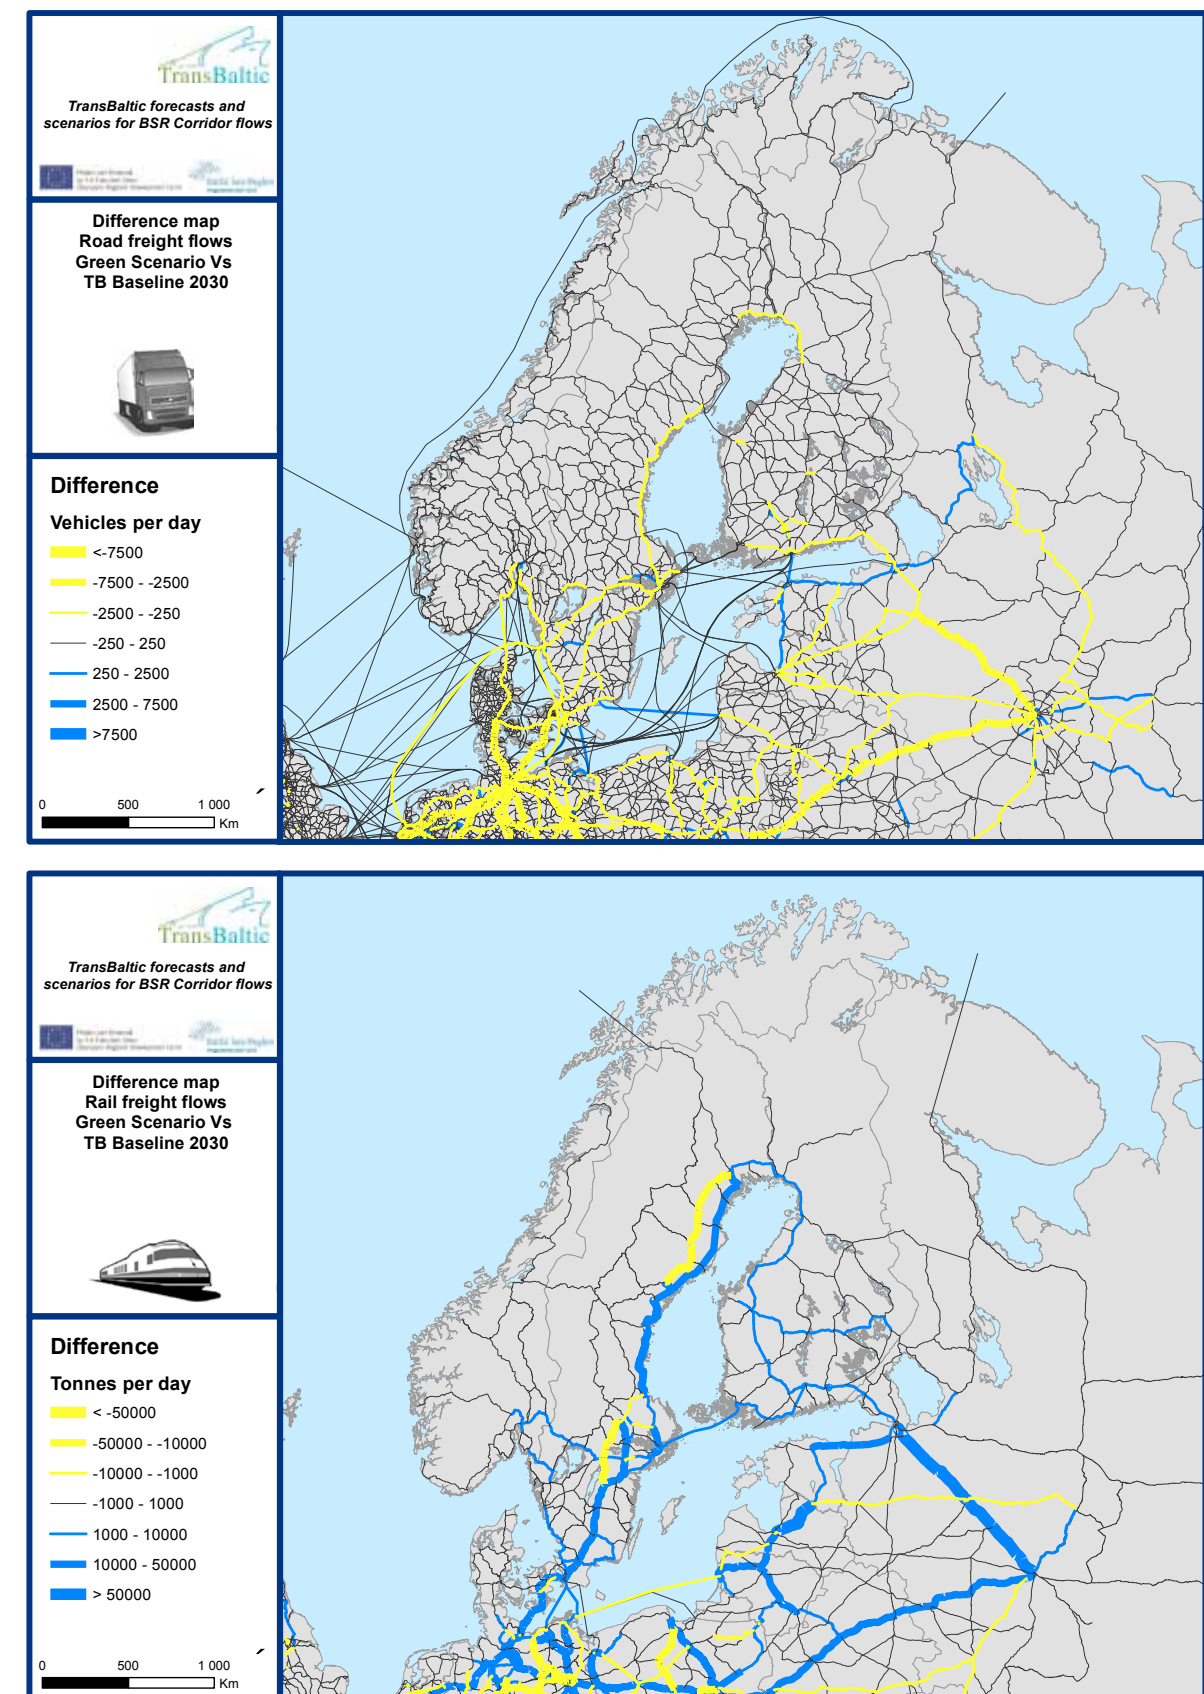 TransBaltic
TransBaltic forecasts and
scenarios for BSR Corridor flows
Difference map
Road freight flows
Green Scenario Vs
TB Baseline 2030
Difference
Vehicles per day
<-7500
-7500 - -2500
-2500 - -250
-250 - 250
250 - 2500
2500 - 7500
>7500
0 500 1 000
Km
TransBaltic
TransBaltic forecasts and
scenarios for BSR Corridor flows
Difference map
Rail freight flows
Green Scenario Vs
TB Baseline 2030
Difference
Tonnes per day
< -50000
-50000 - -10000
-10000 - -1000
-1000 - 1000
1000 - 10000
10000 - 50000
> 50000
0 500 1 000
Km